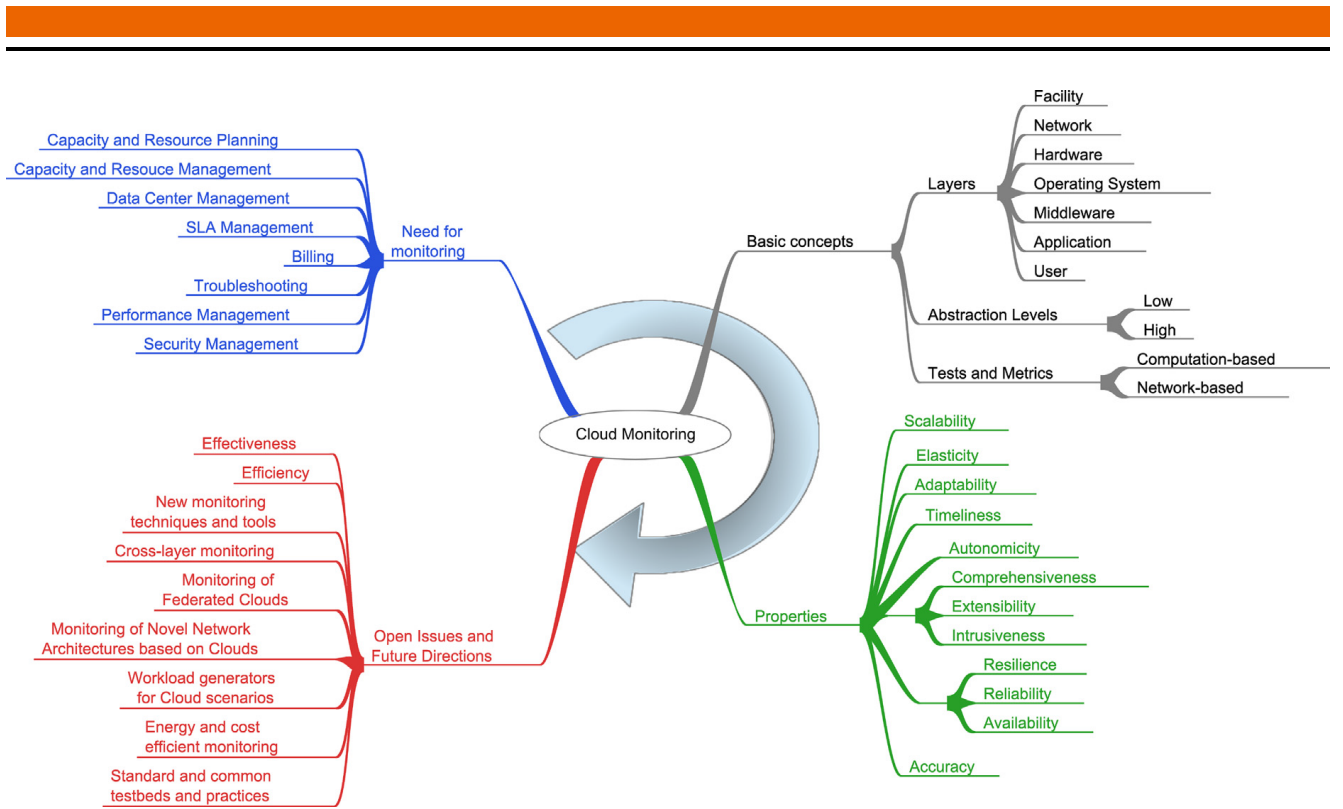 Capacity and Resource Planning
Capacity and Resouce Management
Data Center Management
SLA Management
Billing
Troubleshooting
Performance Management
Security Management
Need for
monitoring
Basic concepts
Layers
Facility
Network
Hardware
Operating System
Middleware
Application
User
Abstraction Levels
Low
High
Tests and Metrics
Computation-based
Network-based
Cloud Monitoring
Effectiveness
Efficiency
New monitoring
techniques and tools
Cross-layer monitoring
Monitoring of
Federated Clouds
Monitoring of Novel Network
Architectures based on Clouds
Workload generators
for Cloud scenarios
Energy and cost
efficient monitoring
Standard and common
testbeds and practices
Open Issues and
Future Directions
Properties
Scalability
Elasticity
Adaptability
Timeliness
Autonomicity
Comprehensiveness
Extensibility
Intrusiveness
Resilience
Reliability
Availability
Accuracy